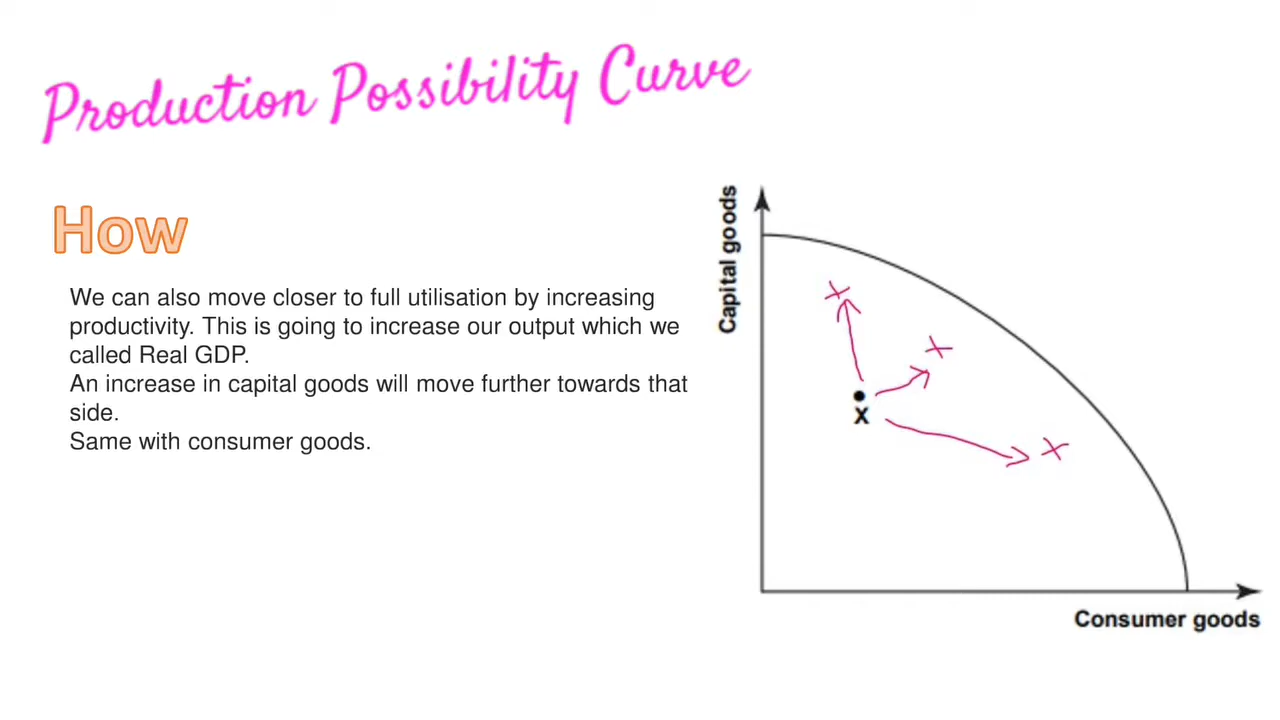 Production Possibility Curve
How
We can also move closer to full utilisation by increasing
productivity. This is going to increase our output which we
called Real GDP.
An increase in capital goods will move further towards that
side.
Same with consumer goods.
Capital goods
X
X
X
X
Consumer goods